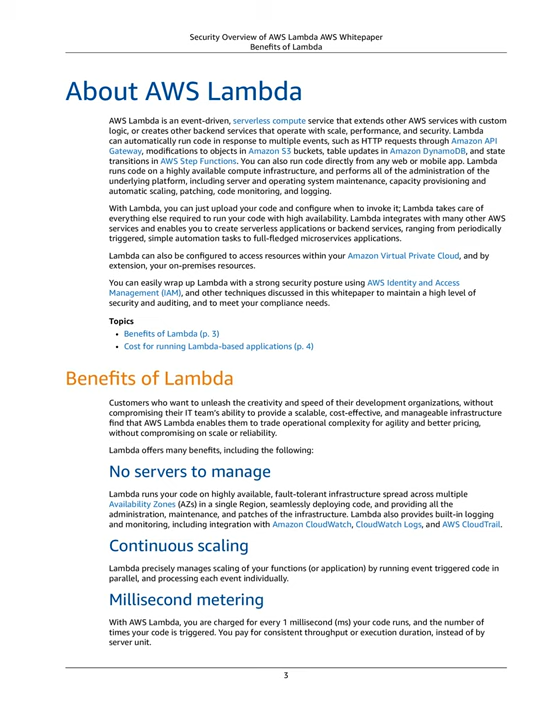 Security Overview of AWS Lambda AWS Whitepaper
Benefits of Lambda
About AWS Lambda
AWS Lambda is an event-driven, serverless compute service that extends other AWS services with custom
logic, or creates other backend services that operate with scale, performance, and security. Lambda
can automatically run code in response to multiple events, such as HTTP requests through Amazon API
Gateway, modifications to objects in Amazon S3 buckets, table updates in Amazon DynamoDB, and state
transitions in AWS Step Functions. You can also run code directly from any web or mobile app. Lambda
runs code on a highly available compute infrastructure, and performs all of the administration of the
underlying platform, including server and operating system maintenance, capacity provisioning and
automatic scaling, patching, code monitoring, and logging.
With Lambda, you can just upload your code and configure when to invoke it; Lambda takes care of
everything else required to run your code with high availability. Lambda integrates with many other AWS
services and enables you to create serverless applications or backend services, ranging from periodically
triggered, simple automation tasks to full-fledged microservices applications.
Lambda can also be configured to access resources within your Amazon Virtual Private Cloud, and by
extension, your on-premises resources.
You can easily wrap up Lambda with a strong security posture using AWS Identity and Access
Management (IAM), and other techniques discussed in this whitepaper to maintain a high level of
security and auditing, and to meet your compliance needs.
Topics
• Benefits of Lambda (p. 3)
• Cost for running Lambda-based applications (p. 4)
Benefits of Lambda
Customers who want to unleash the creativity and speed of their development organizations, without
compromising their IT team's ability to provide a scalable, cost-effective, and manageable infrastructure
find that AWS Lambda enables them to trade operational complexity for agility and better pricing,
without compromising on scale or reliability.
Lambda offers many benefits, including the following:
No servers to manage
Lambda runs your code on highly available, fault-tolerant infrastructure spread across multiple
Availability Zones (AZs) in a single Region, seamlessly deploying code, and providing all the
administration, maintenance, and patches of the infrastructure. Lambda also provides built-in logging
and monitoring, including integration with Amazon CloudWatch, CloudWatch Logs, and AWS CloudTrail.
Continuous scaling
Lambda precisely manages scaling of your functions (or application) by running event triggered code in
parallel, and processing each event individually.
Millisecond metering
With AWS Lambda, you are charged for every 1 millisecond (ms) your code runs, and the number of
times your code is triggered. You pay for consistent throughput or execution duration, instead of by
server unit.
3